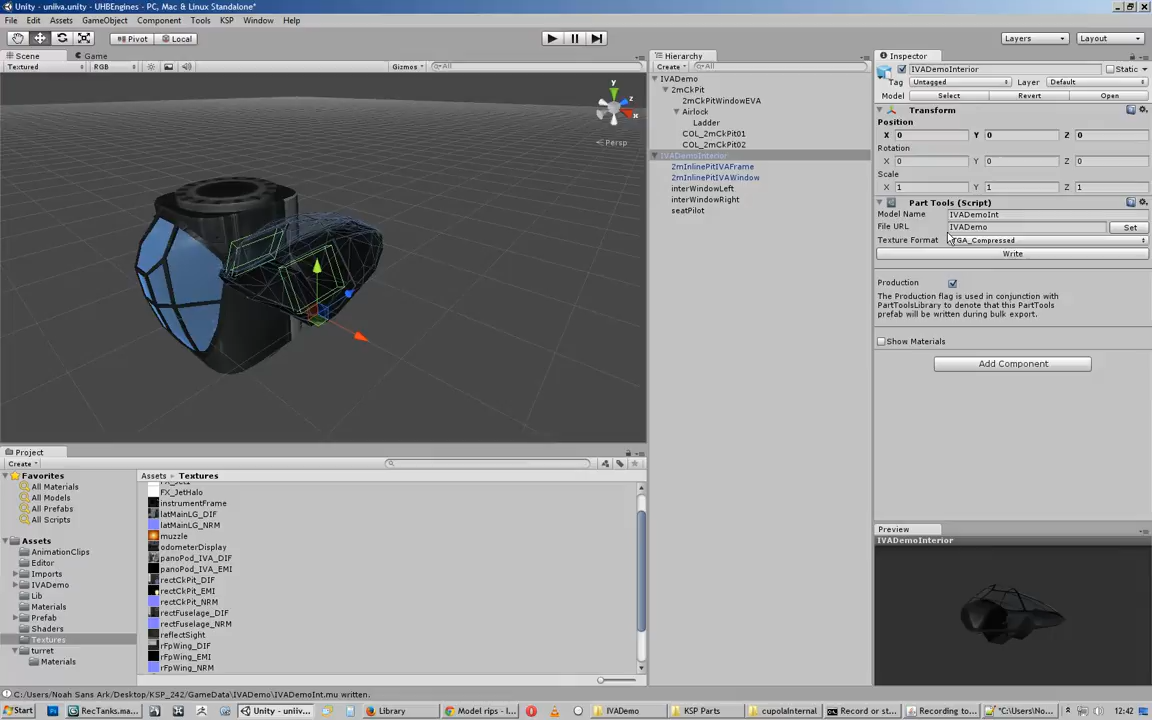 Unity - uniiva.unity - UHBEngines - PC, Mac & Linux Standalone*
File Edit Assets GameObject Component Tools KSP Window Help
Pivot Local Layers Layout
Scene Game Hierarchy Inspector
Textured RGB Gizmos All Create All
IVADemoInterior Static
Tag Untagged Layer Default
Model Select Revert Open
Transform
Position
X 0 Y 0 Z 0
Rotation
X 0 Y 0 Z 0
Scale
X 1 Y 1 Z 1
Part Tools (Script)
Model Name IVADemoInt
File URL IVADemo Set
Texture Format TGA_Compressed
Write
Production
The Production flag is used in conjunction with
PartToolsLibrary to denote that this PartTools
prefab will be written during bulk export.
Show Materials
Add Component
IVADemo
2mCkPit
2mCkPitWindowEVA
Airlock
Ladder
COL_2mCkPit01
COL_2mCkPit02
IVADemoInterior
2mInlinePitIVAFrame
2mInlinePitIVAWindow
interWindowLeft
interWindowRight
seatPilot
y
z
x
Persp
Project
Create
Favorites
All Materials
All Models
All Prefabs
All Scripts
Assets
AnimationClips
Editor
Imports
IVADemo
Lib
Materials
Prefab
Shaders
Textures
turret
Materials
Assets Textures
FX_JetHalo
instrumentFrame
latMainLG_DIF
latMainLG_NRM
muzzle
odometerDisplay
panoPod_IVA_DIF
panoPod_IVA_EMI
rectCkPit_DIF
rectCkPit_EMI
rectCkPit_NRM
rectFuselage_DIF
rectFuselage_NRM
reflectSight
rFpWing_DIF
rFpWing_EMI
rFpWing_NRM
Preview
IVADemoInterior
C:/Users/Noah Sans Ark/Desktop/KSP_242/GameData/IVADemo/IVADemoInt.mu written.
Start RecTanks.ma... Unity - uniiva.un... Library Model rips - I... IVADemo KSP Parts cupolaInternal Record or st... Recording to... *C:\Users\No... 12:42